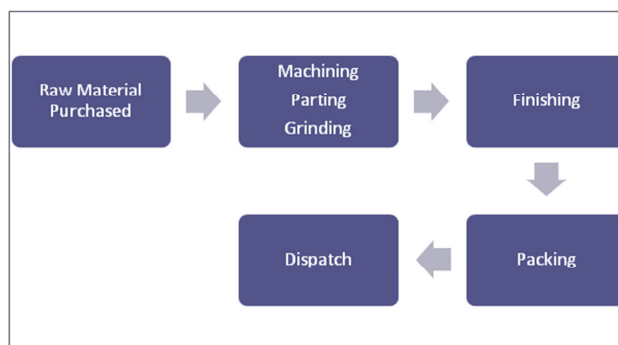 Raw Material
Purchased
Machining
Parting
Grinding
Finishing
Packing
Dispatch